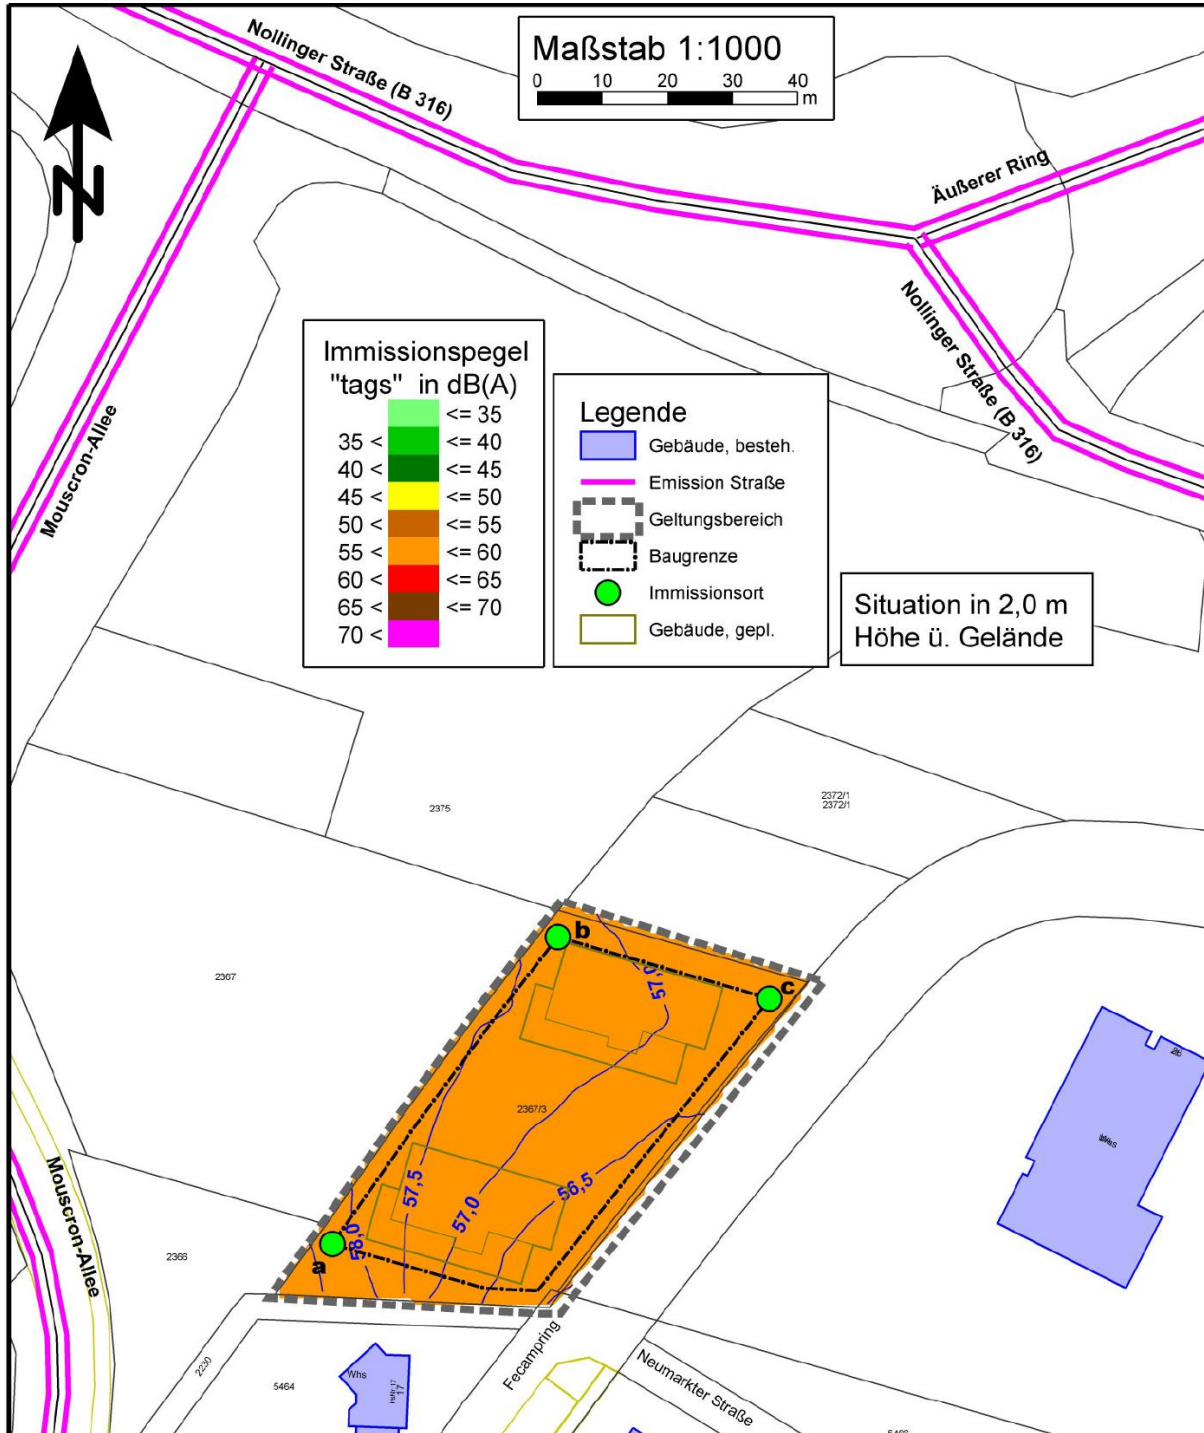 Nollinger Straße (B 316)
Maßstab 1:1000
0 10 20 30 40
m
N
Äußerer Ring
Nollinger Straße (B 316)
Mouscron-Allee
Immissionspegel
"tags" in dB(A)
<= 35
35 < <= 40
40 < <= 45
45 < <= 50
50 < <= 55
55 < <= 60
60 < <= 65
65 < <= 70
70 <
Legende
Gebäude, besteh.
Emission Straße
Geltungsbereich
Baugrenze
Immissionsort
Gebäude, gepl.
Situation in 2,0 m
Höhe ü. Gelände
2375
2372/1
2372/1
b
2367
57,0
c
2367/3
57,5
57,0
56,5
58,0
a
Mouscron-Allee
2366
2230
5464
Whs
HsNr.17
17
Fecampring
Neumarkter Straße